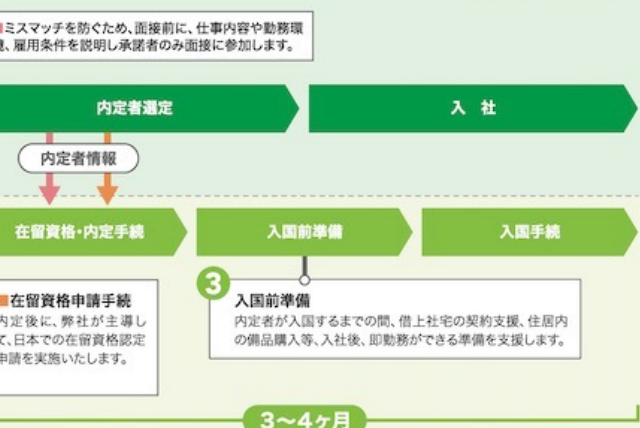 ミスマッチを防ぐため、面接前に、仕事内容や勤務環
、雇用条件を説明し承諾者のみ面接に参加します。
内定者選定
入 社
内定者情報
在留資格・内定手続
入国前準備
入国手続
3
入国前準備
内定者が入国するまでの間、借上社宅の契約支援、住居内
の備品購入等、入社後、即勤務ができる準備を支援します。
在留資格申請手続
内定後に、弊社が主導し
て、日本での在留資格認定
申請を実施いたします。
3〜4ヶ月